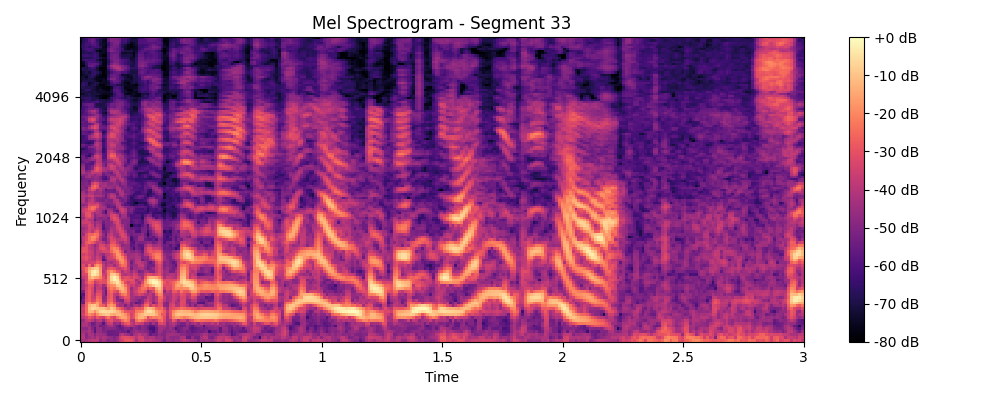 Mel Spectrogram - Segment 33
Frequency
4096
2048
1024
512
0
0
0.5
1
1.5
2
2.5
3
Time
+0 dB
-10 dB
-20 dB
-30 dB
-40 dB
-50 dB
-60 dB
-70 dB
-80 dB